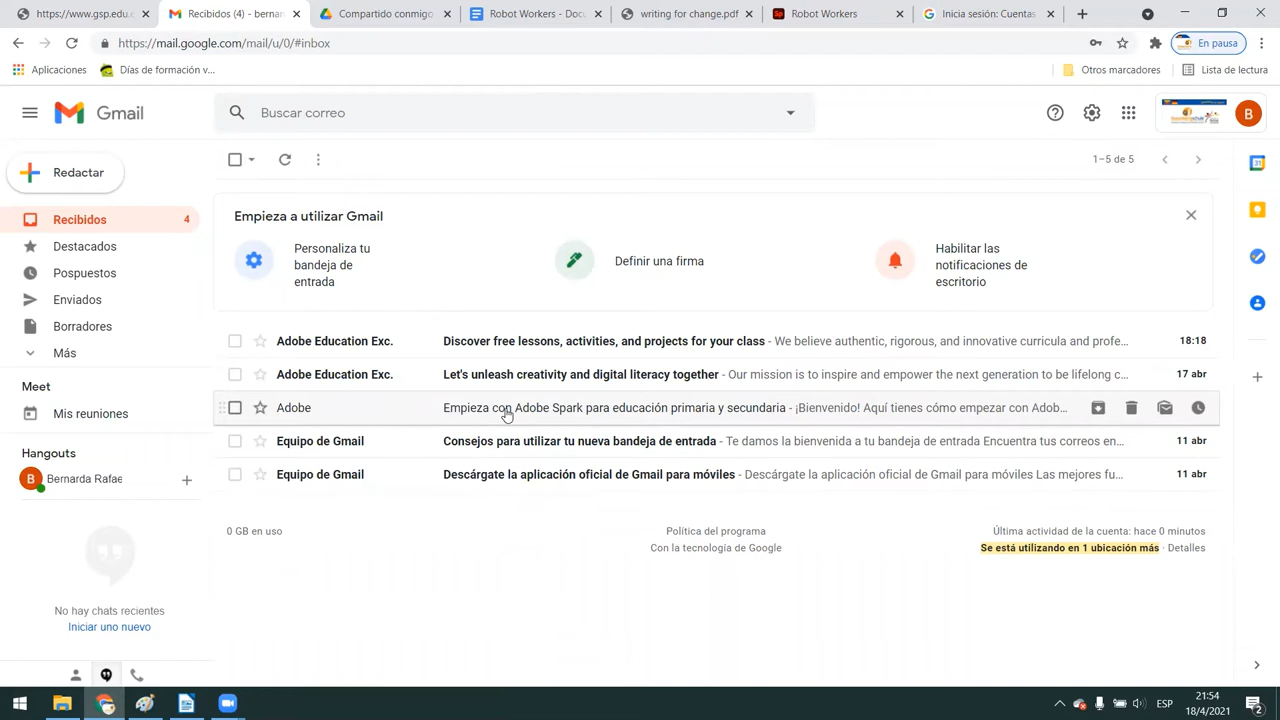 https://www.gsp.edu.d
Recibidos (4) - bernar
Compartido conmigo
Robot Workers - Docu
writing for change.pdf
Robot Workers
Inicia sesión: Cuentas
https://mail.google.com/mail/u/0/#inbox
En pausa
Aplicaciones
Días de formación v...
Otros marcadores
Lista de lectura
Gmail
Buscar correo
B
Redactar
1–5 de 5
Recibidos 4
Destacados
Pospuestos
Enviados
Borradores
Más
Meet
Mis reuniones
Hangouts
B
Bernarda Rafae
No hay chats recientes
Iniciar uno nuevo
Empieza a utilizar Gmail
Personaliza tu
bandeja de
entrada
Definir una firma
Habilitar las
notificaciones de
escritorio
Adobe Education Exc. Discover free lessons, activities, and projects for your class - We believe authentic, rigorous, and innovative curricula and profe... 18:18
Adobe Education Exc. Let's unleash creativity and digital literacy together - Our mission is to inspire and empower the next generation to be lifelong c... 17 abr
Adobe Empieza con Adobe Spark para educación primaria y secundaria - ¡Bienvenido! Aquí tienes cómo empezar con Adob...
Equipo de Gmail Consejos para utilizar tu nueva bandeja de entrada - Te damos la bienvenida a tu bandeja de entrada Encuentra tus correos en... 11 abr
Equipo de Gmail Descárgate la aplicación oficial de Gmail para móviles - Descárgate la aplicación oficial de Gmail para móviles Las mejores fu... 11 abr
0 GB en uso
Política del programa
Con la tecnología de Google
Última actividad de la cuenta: hace 0 minutos
Se está utilizando en 1 ubicación más · Detalles
ESP
21:54
18/4/2021
2